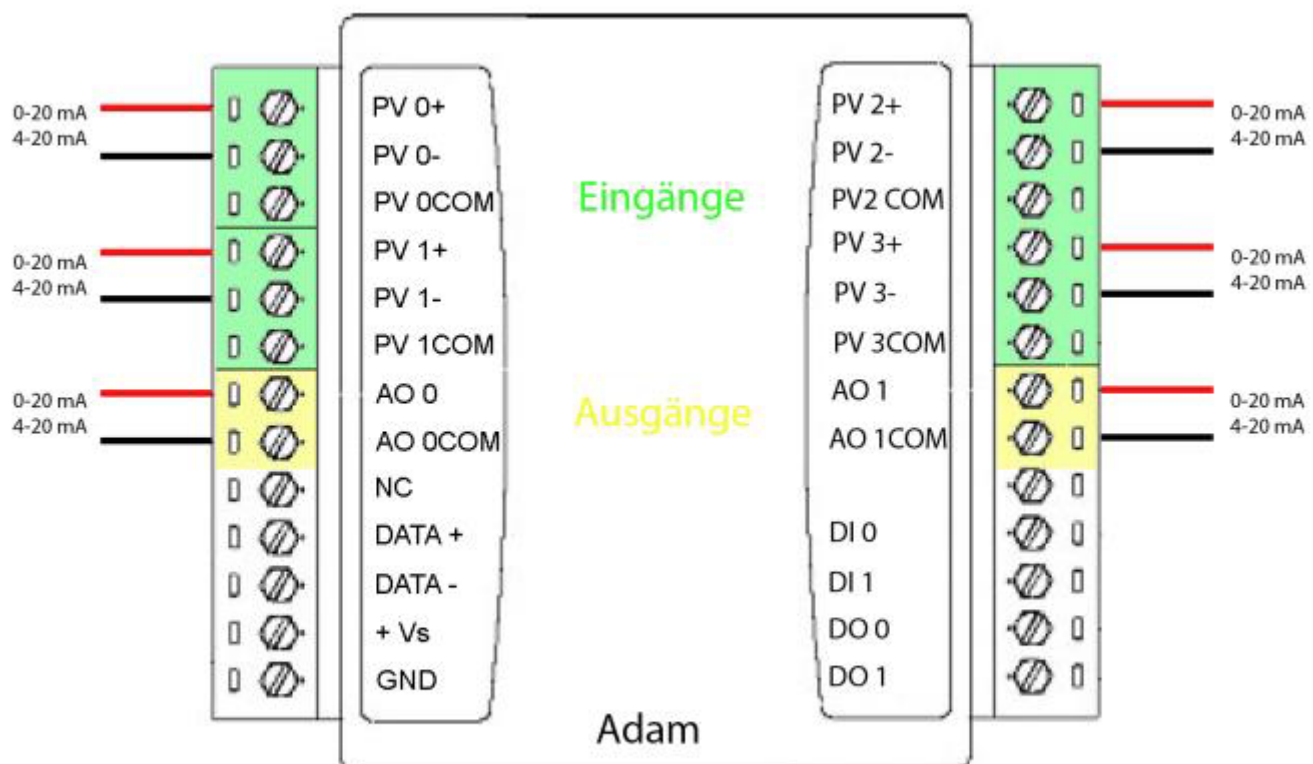 0-20 mA
4-20 mA
0-20 mA
4-20 mA
0-20 mA
4-20 mA
PV 0+
PV 0-
PV 0COM
PV 1+
PV 1-
PV 1COM
AO 0
AO 0COM
NC
DATA +
DATA -
+ Vs
GND
Eingänge
Ausgänge
Adam
PV 2+
PV 2-
PV2 COM
PV 3+
PV 3-
PV 3COM
AO 1
AO 1COM
DI 0
DI 1
DO 0
DO 1
0-20 mA
4-20 mA
0-20 mA
4-20 mA
0-20 mA
4-20 mA